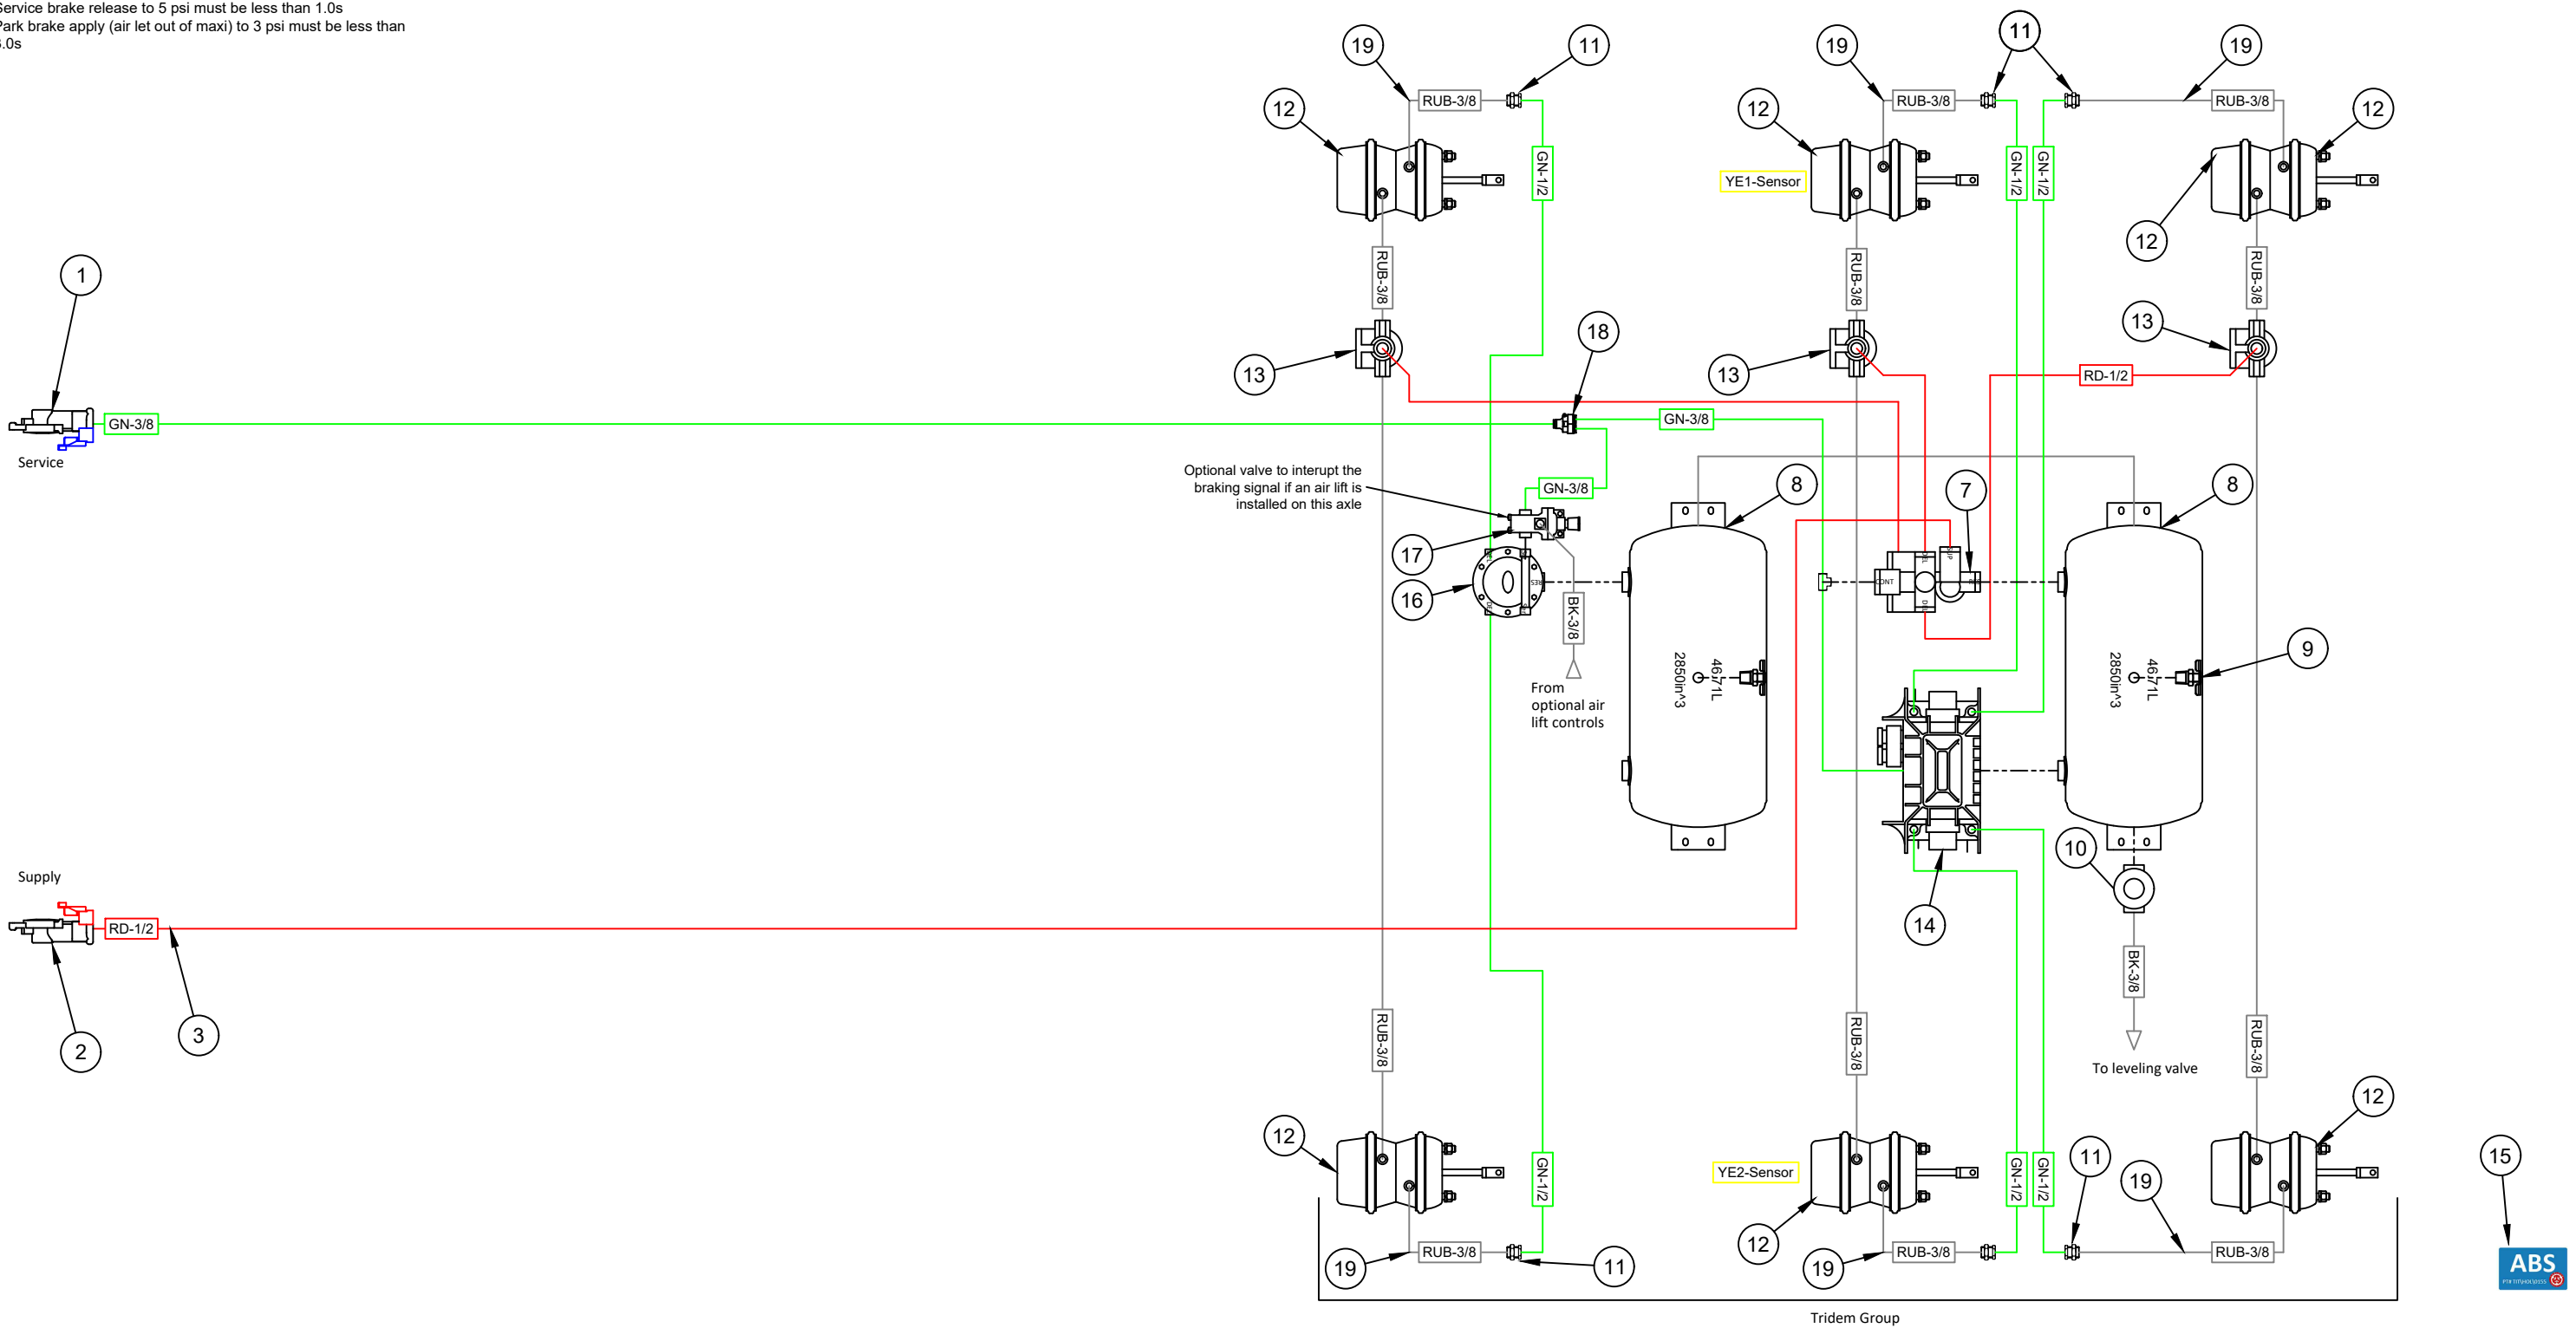 Service brake release to 5 psi must be less than 1.0s
Park brake apply (air let out of maxi) to 3 psi must be less than
.0s
19
11
19
11
19
RUB-3/8
RUB-3/8
RUB-3/8
12
12
12
GN-1/2
GN-1/2
GN-1/2
YE1-Sensor
12
1
RUB-3/8
RUB-3/8
RUB-3/8
13
18
13
13
RD-1/2
GN-3/8
GN-3/8
Service
Optional valve to interupt the
braking signal if an air lift is
installed on this axle
GN-3/8
8
7
8
17
16
DEL
RES
DEL
SUP
CONT
DEL
BK-3/8
From
optional air
lift controls
46.71L
2850in^3
46.71L
2850in^3
9
10
14
Supply
RD-1/2
2
3
BK-3/8
To leveling valve
RUB-3/8
RUB-3/8
RUB-3/8
12
12
GN-1/2
GN-1/2
GN-1/2
YE2-Sensor
12
11
19
15
19
RUB-3/8
11
19
RUB-3/8
RUB-3/8
ABS
Tridem Group